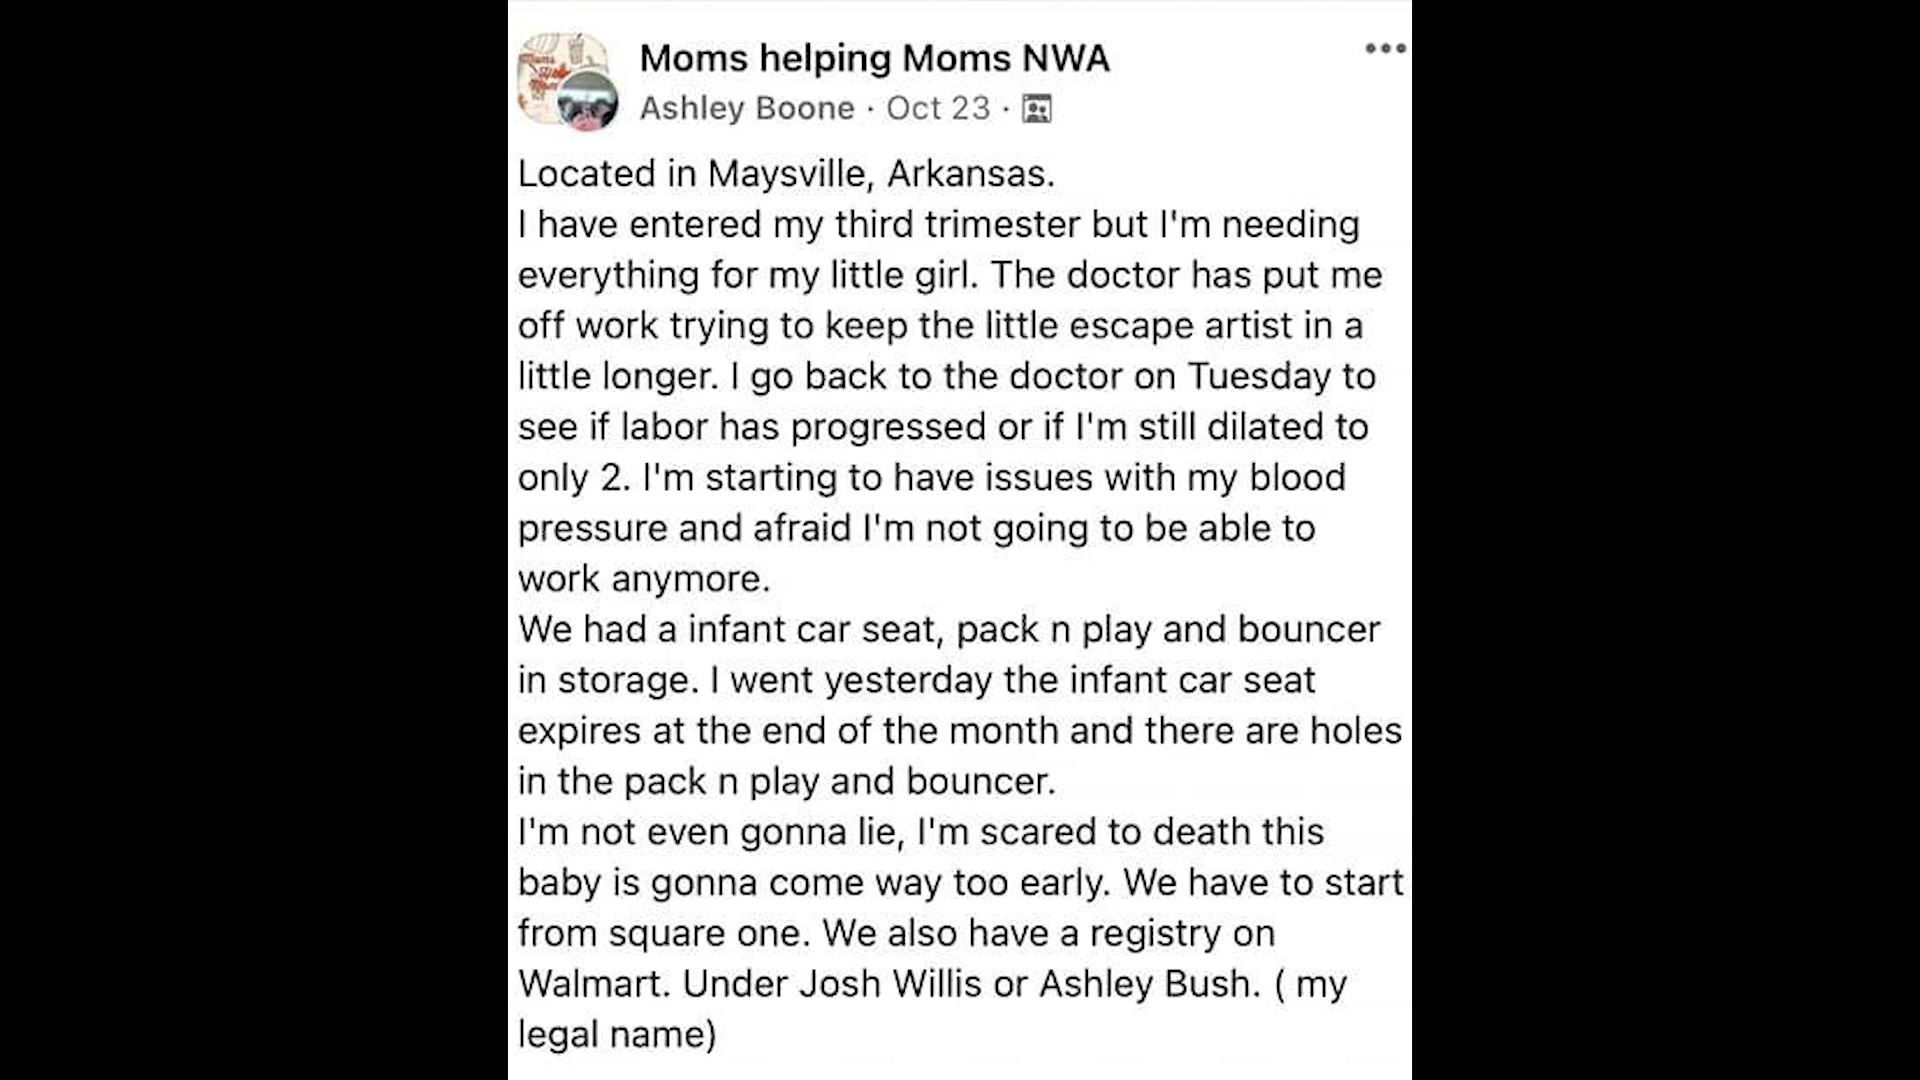 Moms helping Moms NWA
Ashley Boone · Oct 23 ·
Located in Maysville, Arkansas.
I have entered my third trimester but I'm needing
everything for my little girl. The doctor has put me
off work trying to keep the little escape artist in a
little longer. I go back to the doctor on Tuesday to
see if labor has progressed or if I'm still dilated to
only 2. I'm starting to have issues with my blood
pressure and afraid I'm not going to be able to
work anymore.
We had a infant car seat, pack n play and bouncer
in storage. I went yesterday the infant car seat
expires at the end of the month and there are holes
in the pack n play and bouncer.
I'm not even gonna lie, I'm scared to death this
baby is gonna come way too early. We have to start
from square one. We also have a registry on
Walmart. Under Josh Willis or Ashley Bush. ( my
legal name)